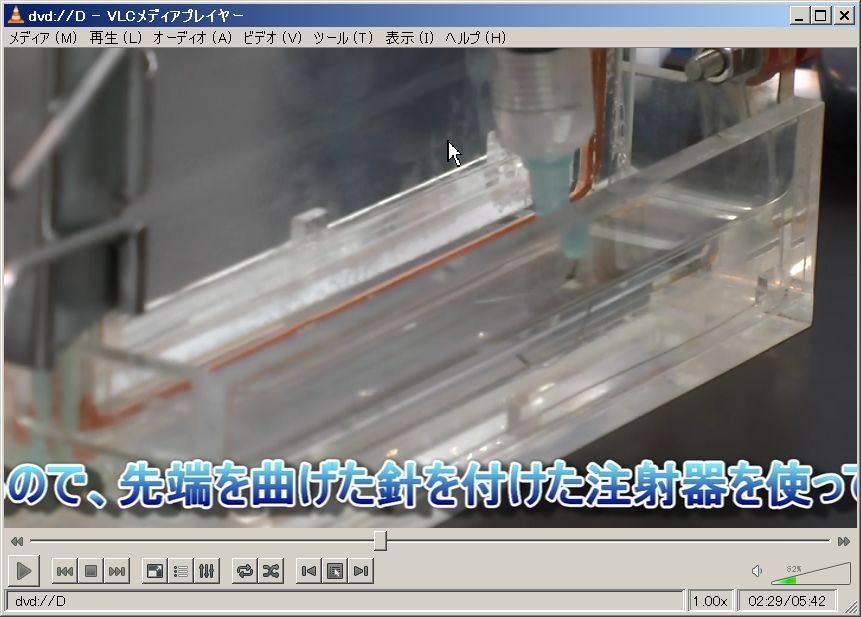 dvd://D - VLCメディアプレイヤー
メディア(M) 再生(L) オーディオ(A) ビデオ(V) ツール(T) 表示(I) ヘルプ(H)
ので、先端を曲げた針を付けた注射器を使って
62%
dvd://D 1.00x 02:29/05:42